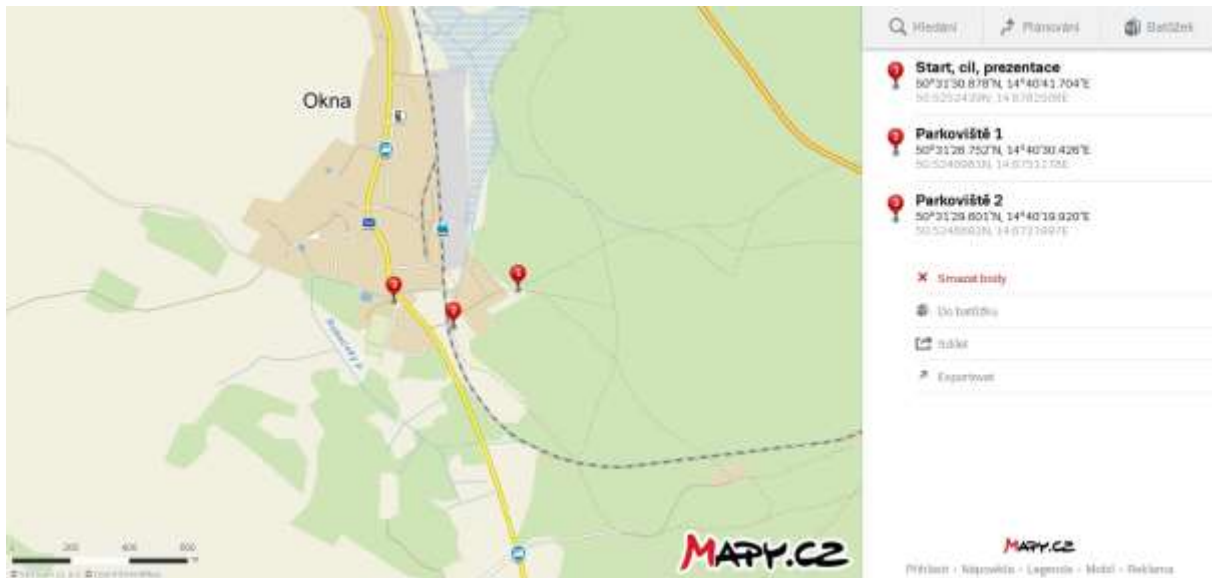 Hledání Plánování Batůžek
Start, cíl, prezentace
50°31'30.878"N, 14°40'41.704"E
Parkoviště 1
50°31'28.752"N, 14°40'30.426"E
Parkoviště 2
50°31'29.601"N, 14°40'19.920"E
Smazat body
Do batůžku
Sdílet
Exportovat
Okna
MAPY.CZ
MAPY.CZ
Přihlásit - Nápověda - Legenda - Mobil - Reklama